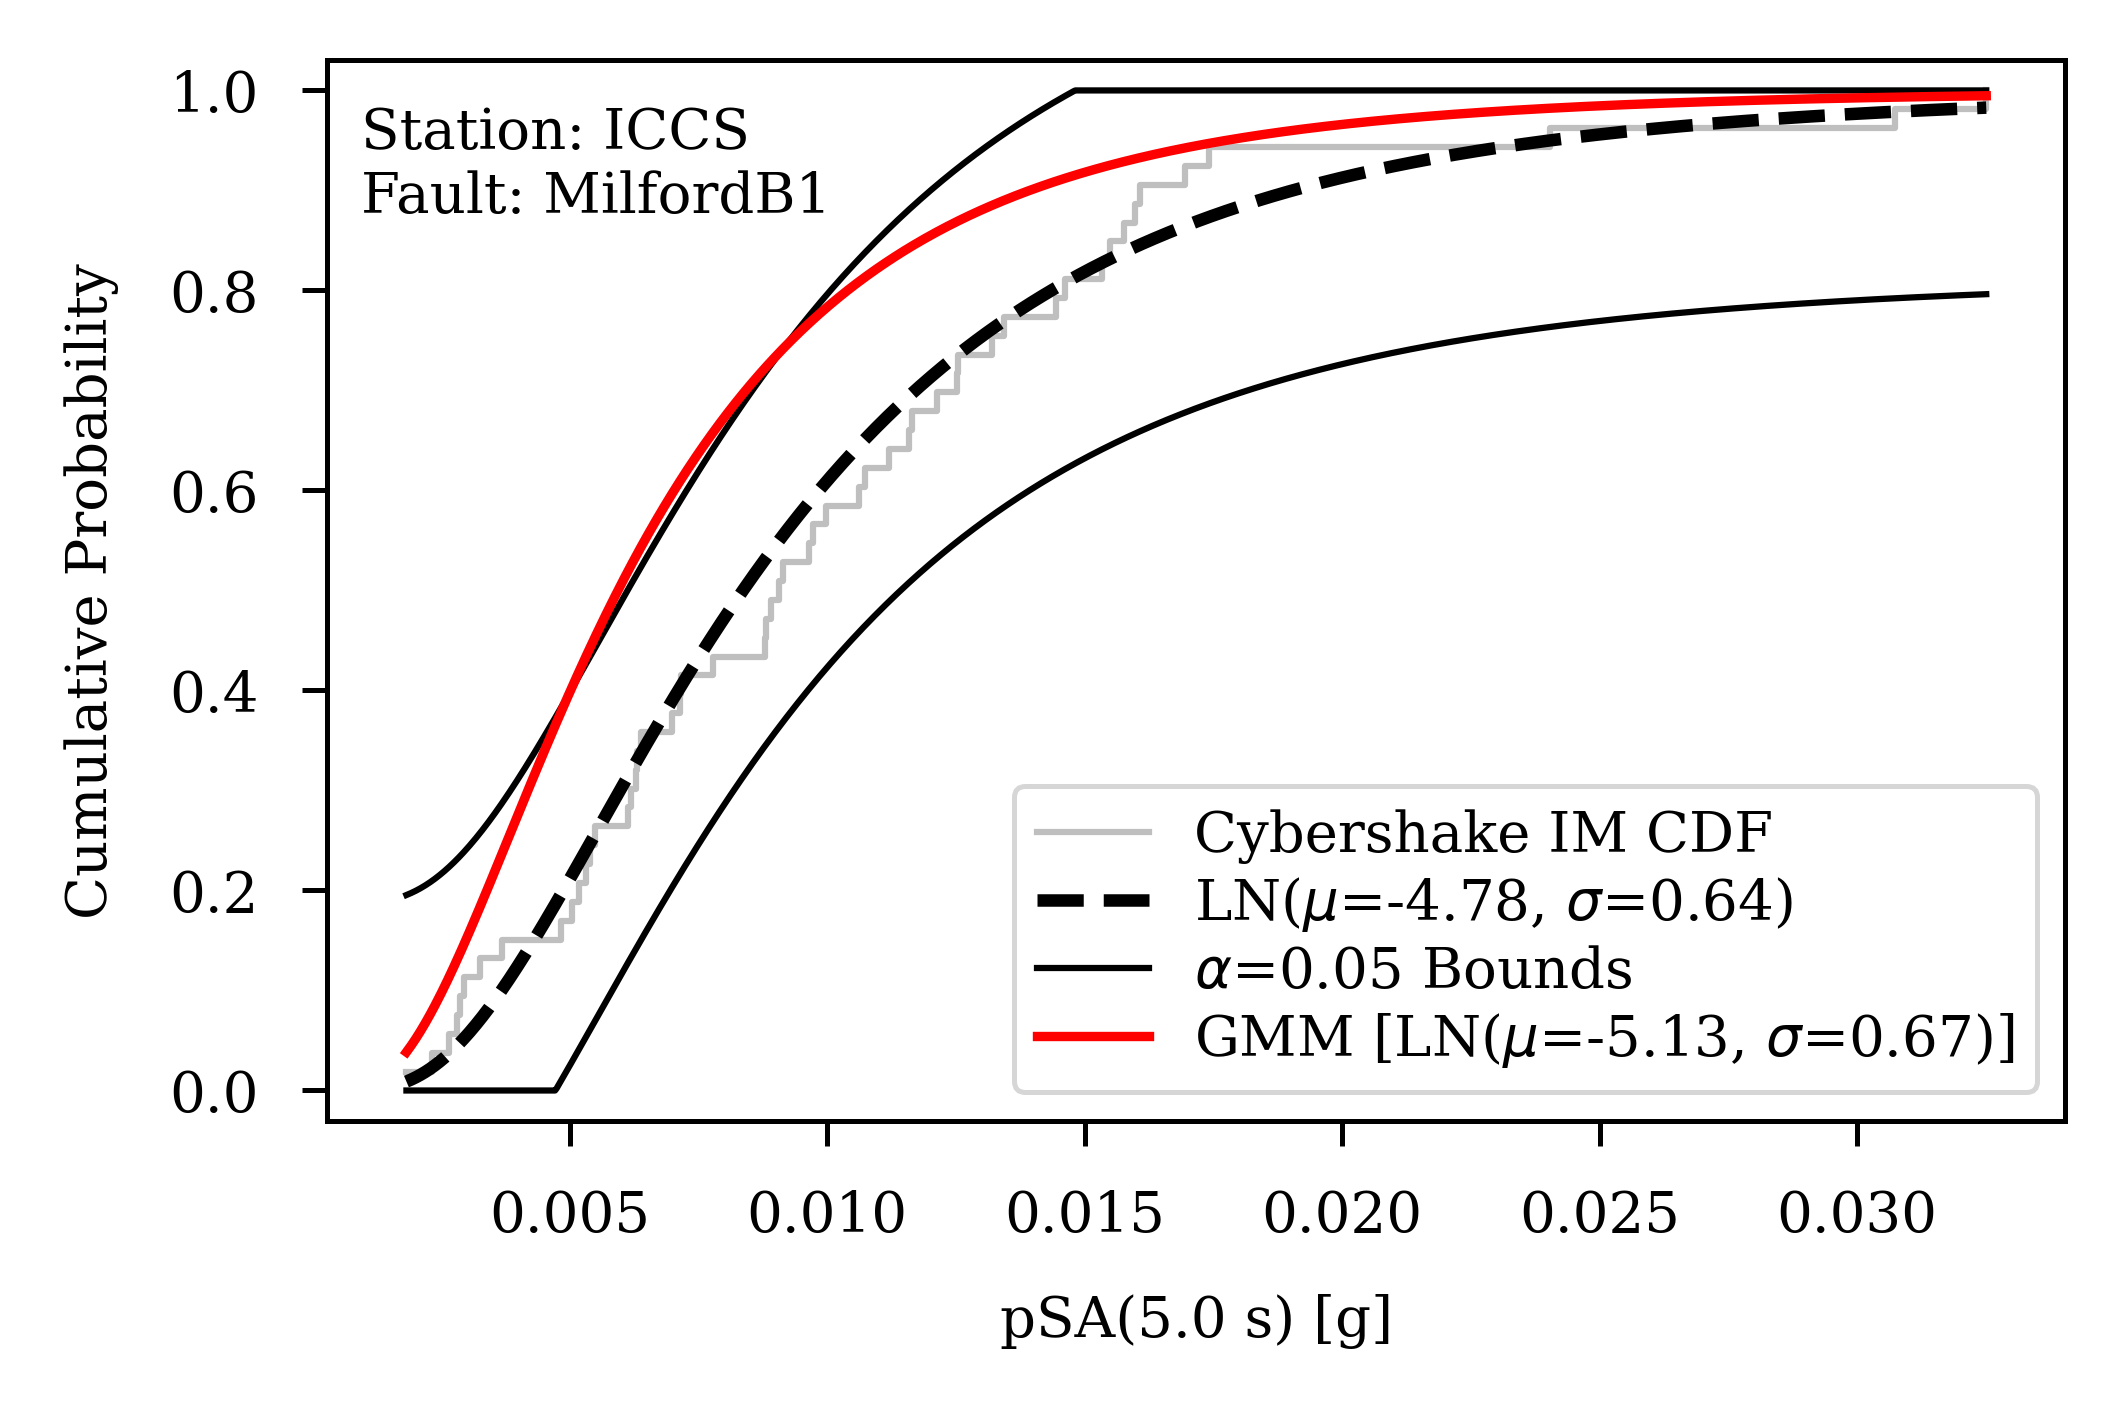 Station: ICCS
Fault: MilfordB1
Cumulative Probability
1.0
0.8
0.6
0.4
0.2
0.0
Cybershake IM CDF
LN(μ=-4.78, σ=0.64)
α=0.05 Bounds
GMM [LN(μ=-5.13, σ=0.67)]
0.005 0.010 0.015 0.020 0.025 0.030
pSA(5.0 s) [g]